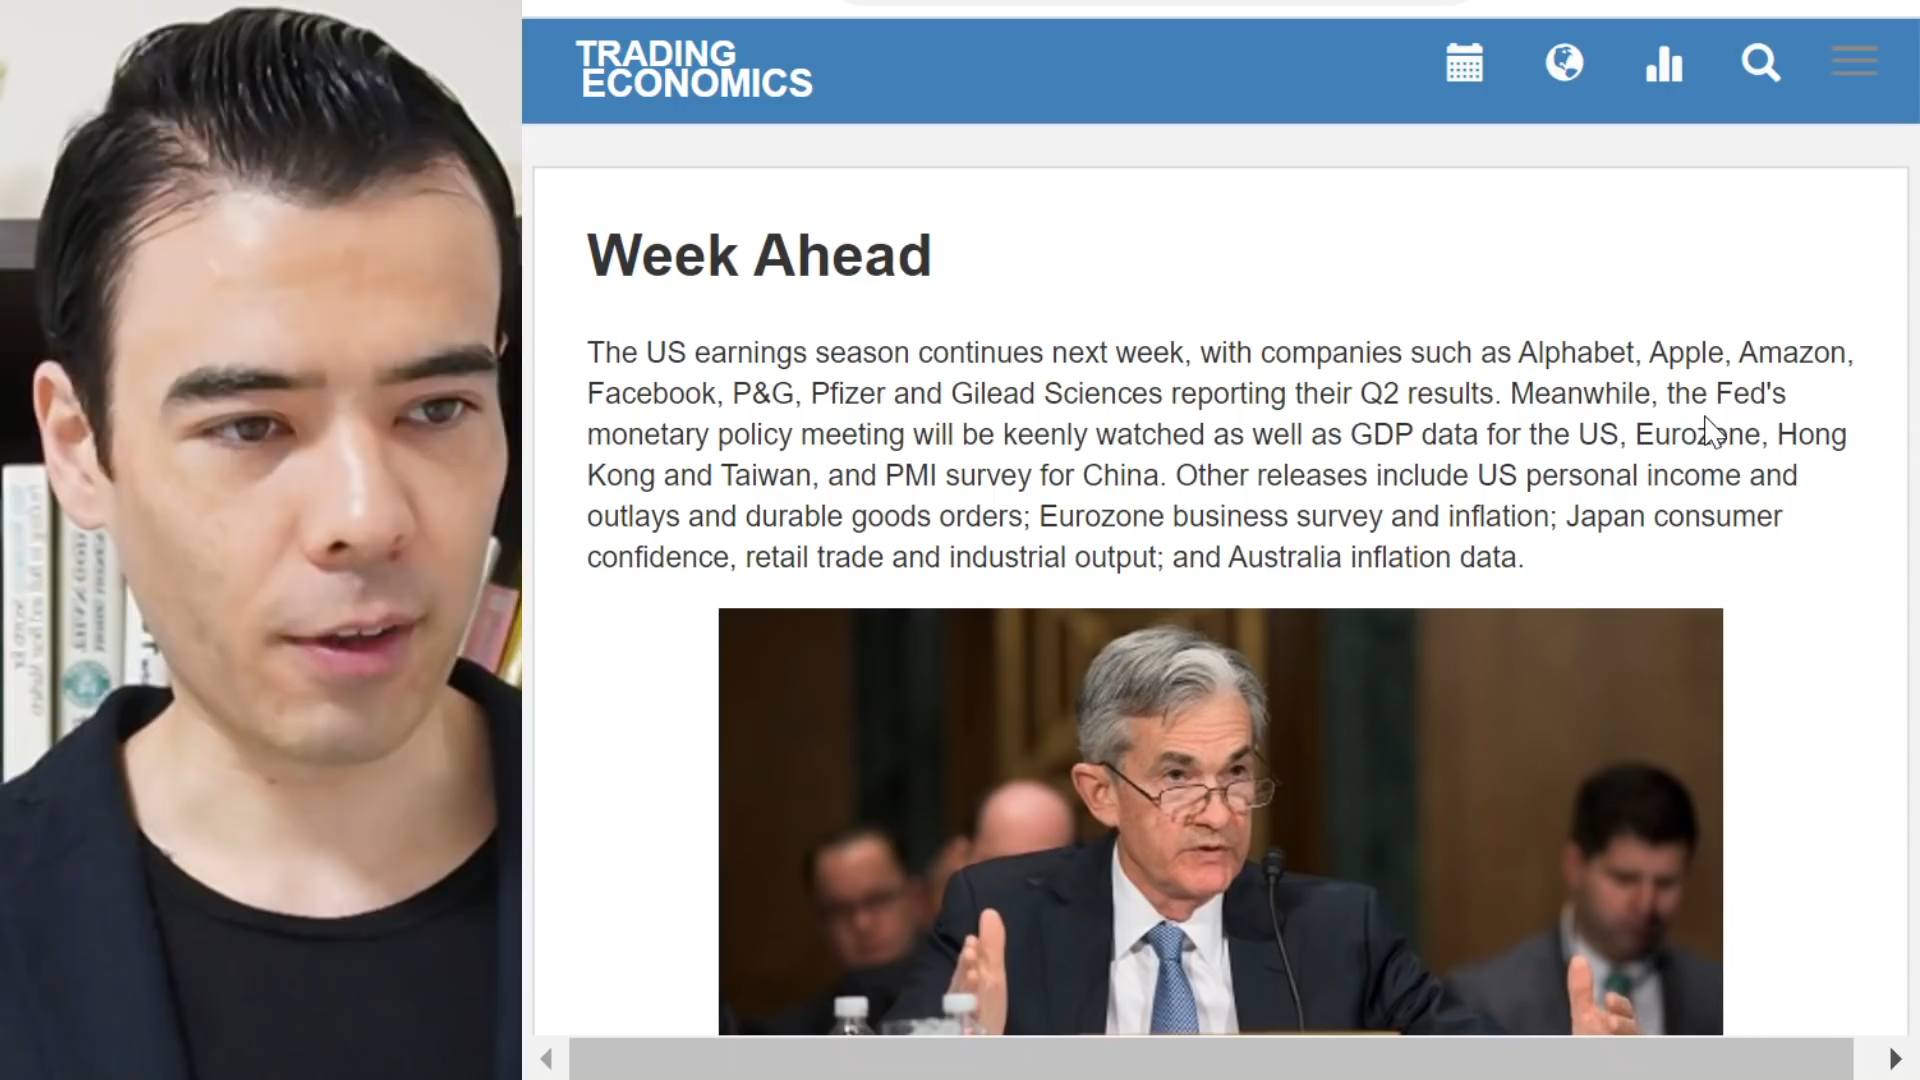 TRADING
ECONOMICS
Week Ahead
The US earnings season continues next week, with companies such as Alphabet, Apple, Amazon,
Facebook, P&G, Pfizer and Gilead Sciences reporting their Q2 results. Meanwhile, the Fed's
monetary policy meeting will be keenly watched as well as GDP data for the US, Eurozone, Hong
Kong and Taiwan, and PMI survey for China. Other releases include US personal income and
outlays and durable goods orders; Eurozone business survey and inflation; Japan consumer
confidence, retail trade and industrial output; and Australia inflation data.